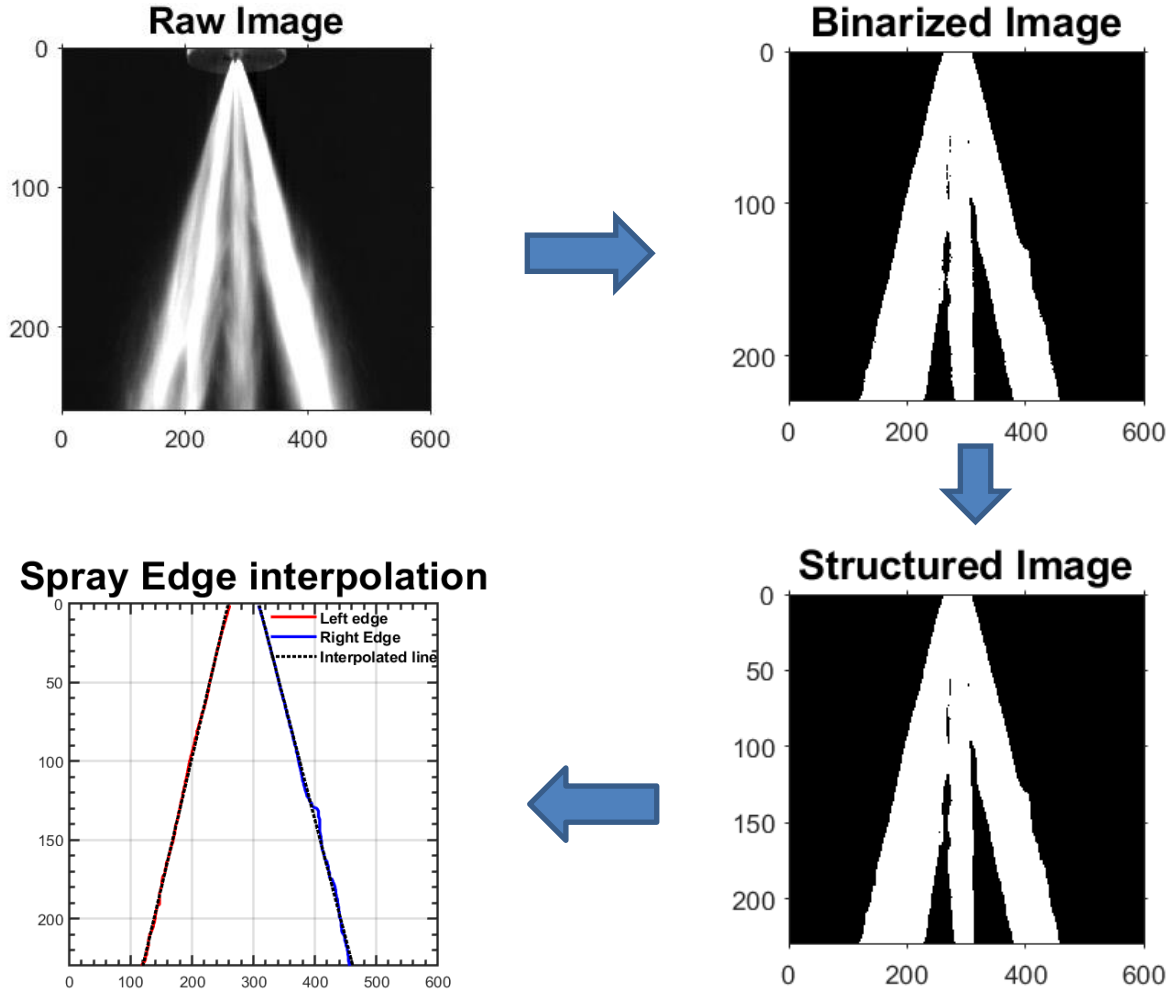 Raw Image
0
100
200
0 200 400 600
Binarized Image
0
100
200
0 200 400 600
Spray Edge interpolation
0
50
100
150
200
0 100 200 300 400 500 600
Left edge
Right Edge
Interpolated line
Structured Image
0
50
100
150
200
0 200 400 600